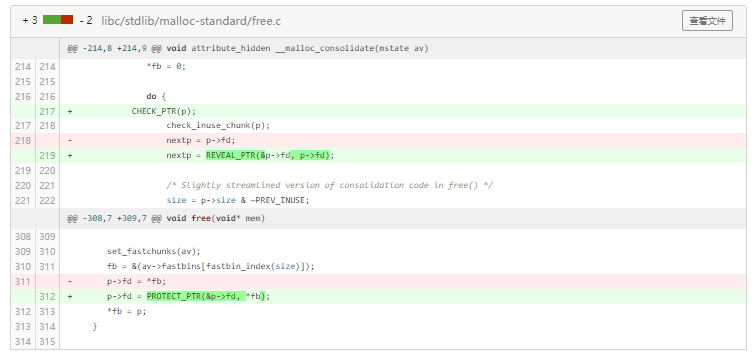 + 3 - 2 libc/stdlib/malloc-standard/free.c 查看文件
@@ -214,8 +214,9 @@ void attribute_hidden __malloc_consolidate(mstate av)
214 214 *fb = 0;
215 215
216 216 do {
217 + CHECK_PTR(p);
217 218 check_inuse_chunk(p);
218 - nextp = p->fd;
219 + nextp = REVEAL_PTR(&p->fd, p->fd);
219 220
220 221 /* Slightly streamlined version of consolidation code in free() */
221 222 size = p->size & ~PREV_INUSE;
@@ -308,7 +309,7 @@ void free(void* mem)
308 309
309 310 set_fastchunks(av);
310 311 fb = &(av->fastbins[fastbin_index(size)]);
311 - p->fd = *fb;
312 + p->fd = PROTECT_PTR(&p->fd, *fb);
312 313 *fb = p;
313 314 }
314 315